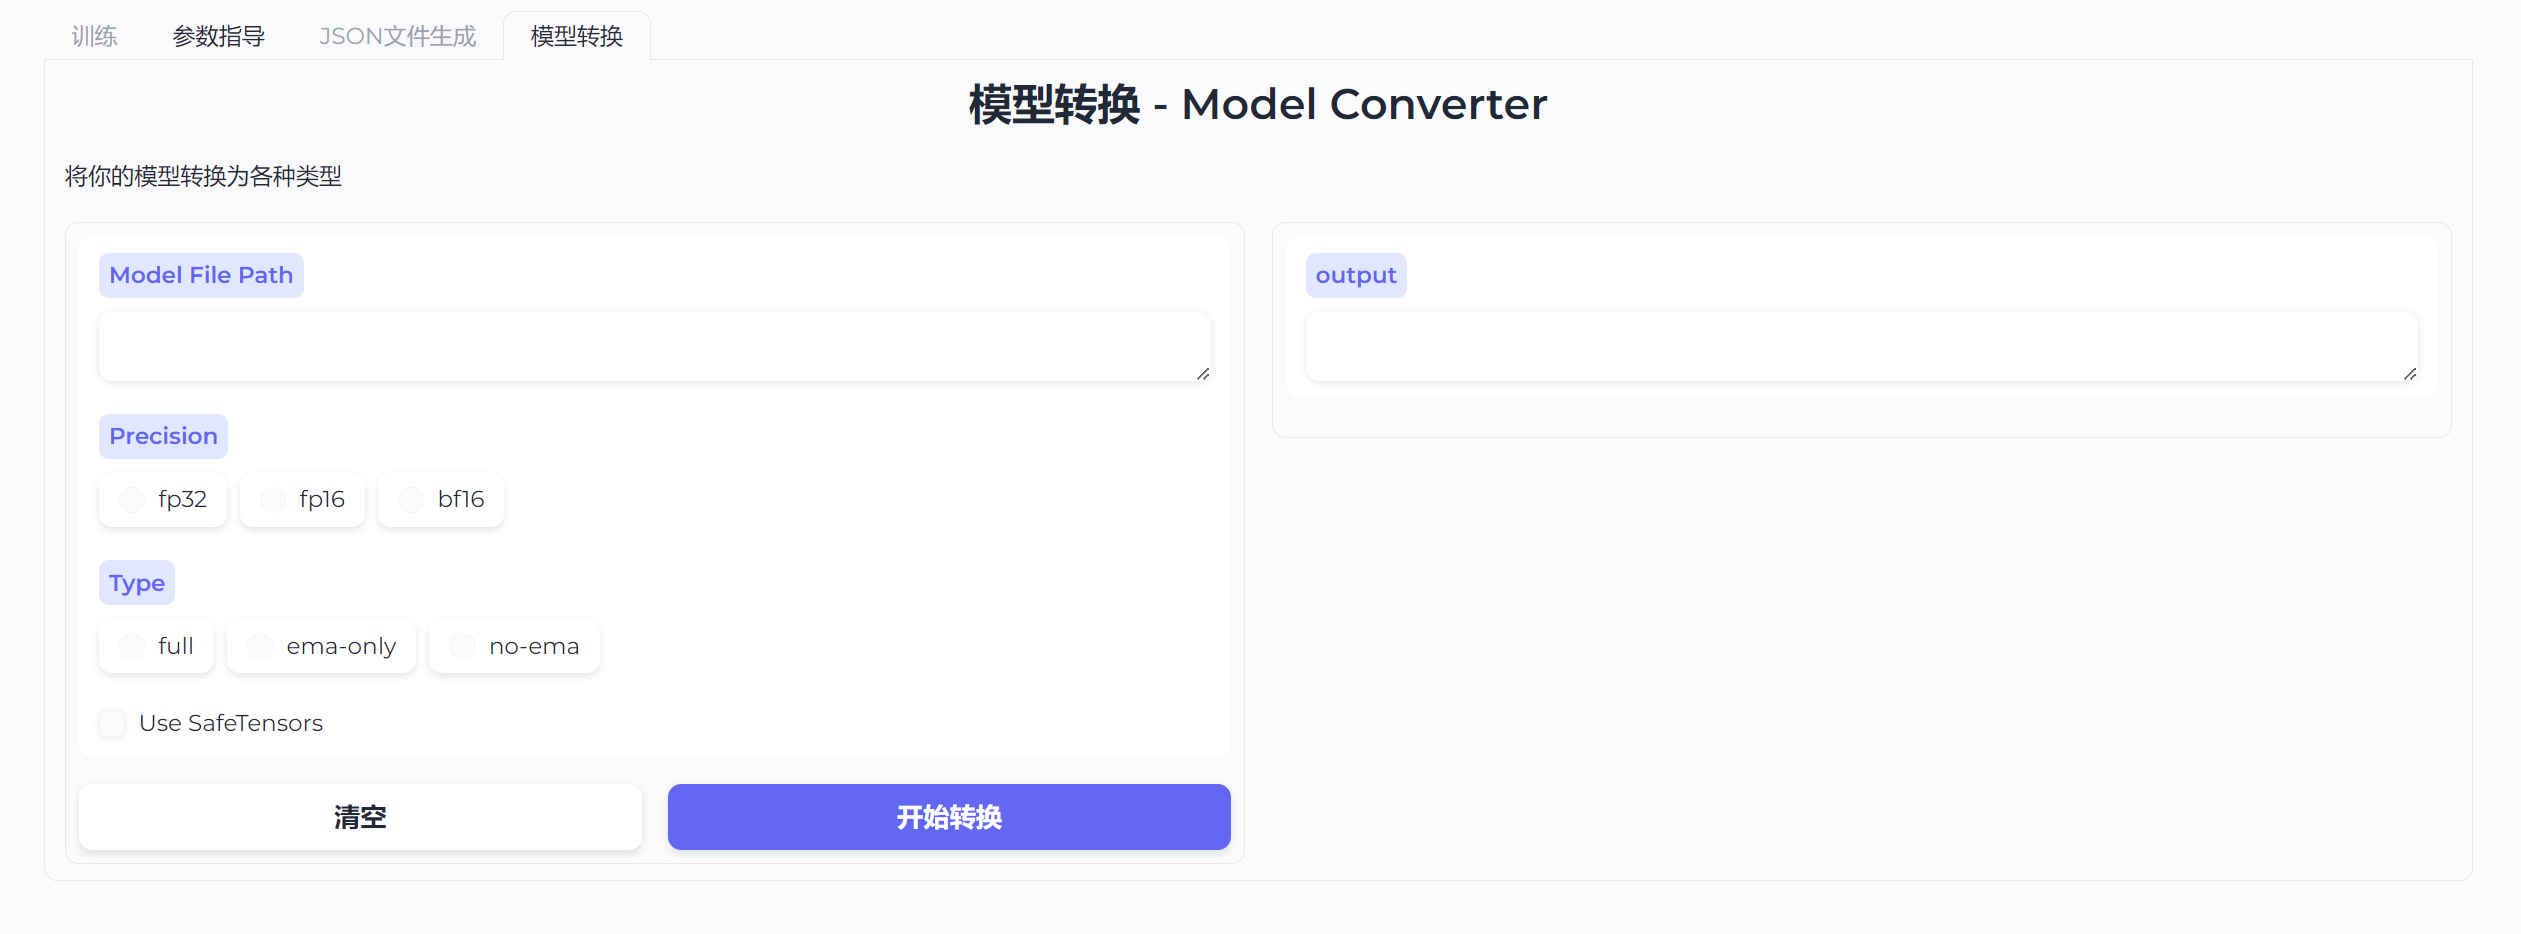 训练 参数指导 JSON文件生成 模型转换
模型转换 - Model Converter
将你的模型转换为各种类型
Model File Path
Precision
fp32 fp16 bf16
Type
full ema-only no-ema
Use SafeTensors
清空 开始转换
output